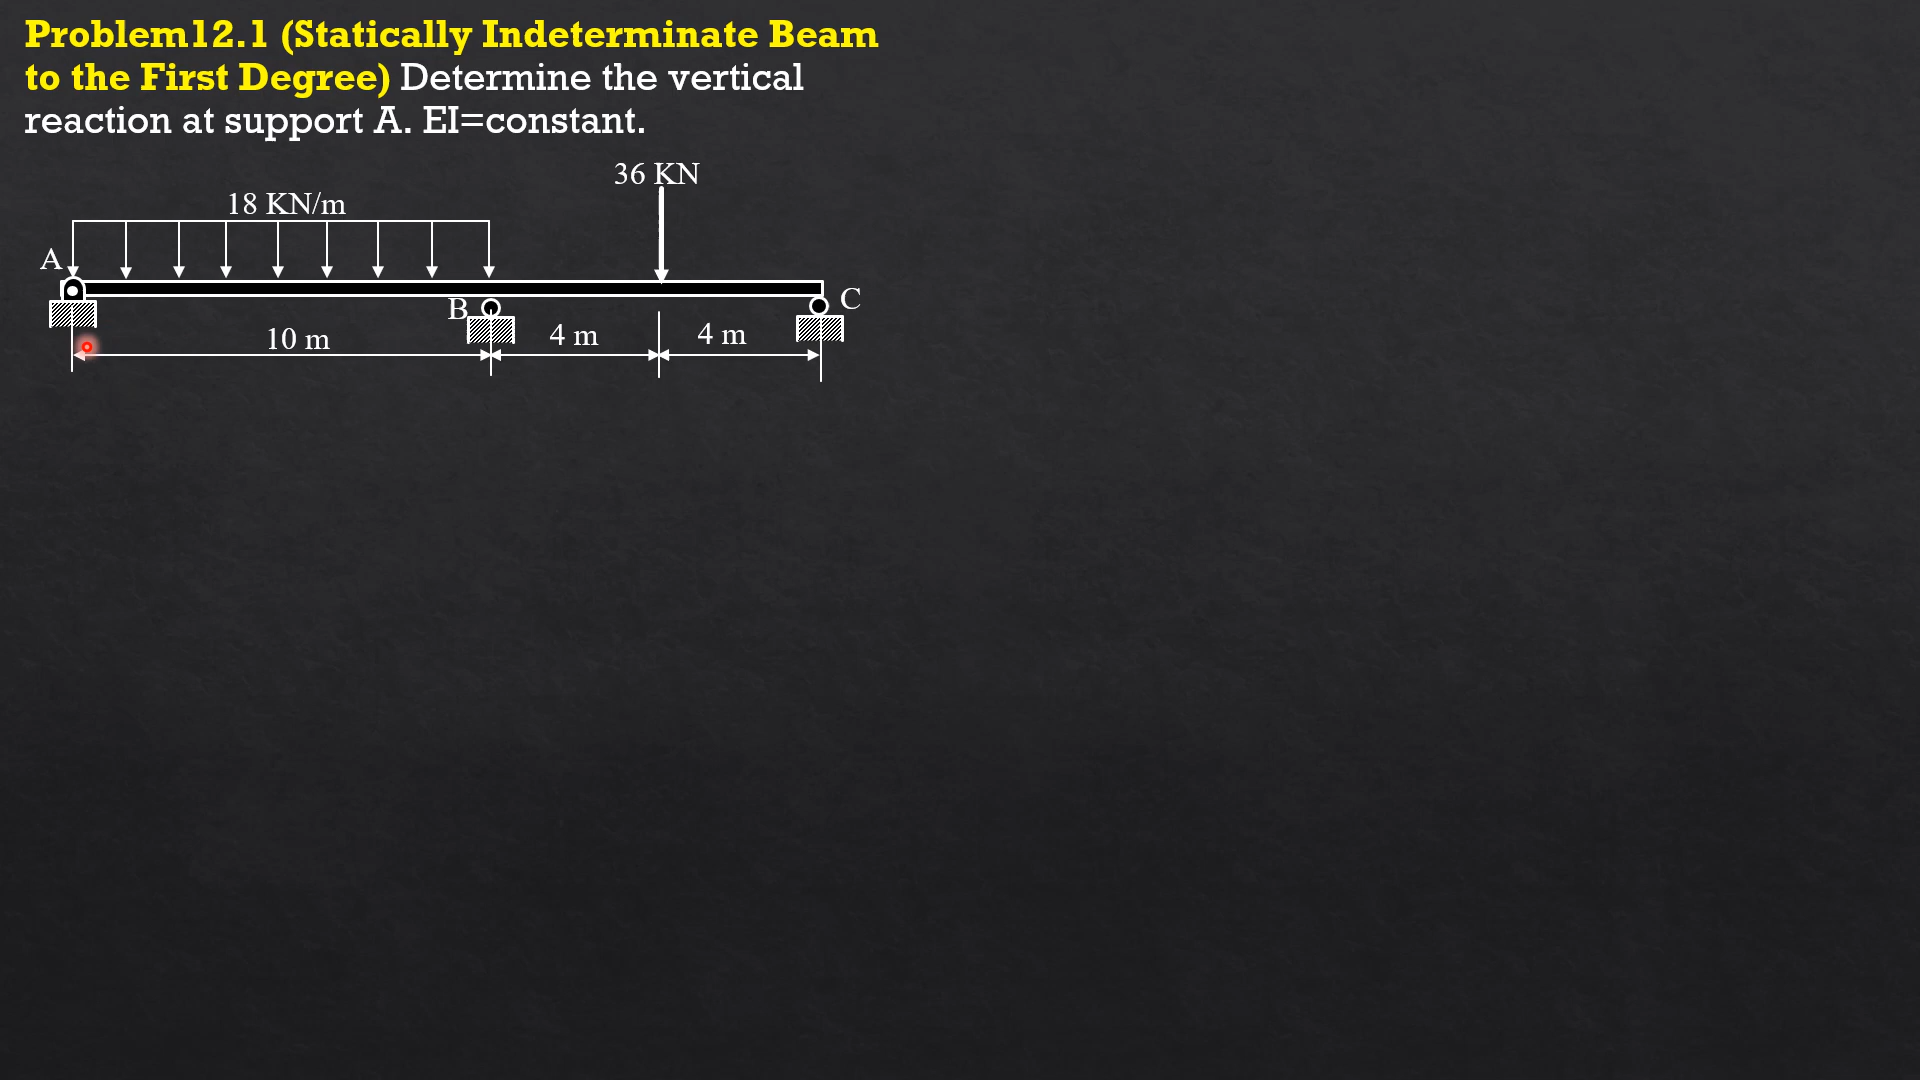 Problem12.1 (Statically Indeterminate Beam
to the First Degree) Determine the vertical
reaction at support A. EI=constant.
36 KN
18 KN/m
A
B
C
10 m
4 m
4 m